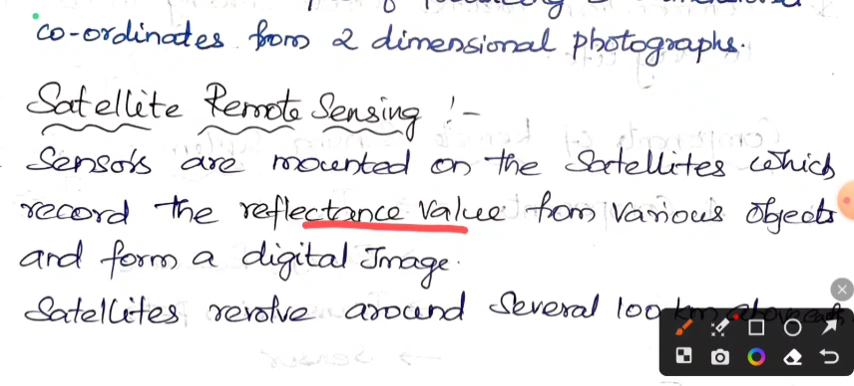 co-ordinates from 2 dimensional photographs.
Satellite Remote Sensing :-
Sensors are mounted on the Satellites which
record the reflectance value from various objects
and form a digital Image.
Satellites revolve around Several 100 km above